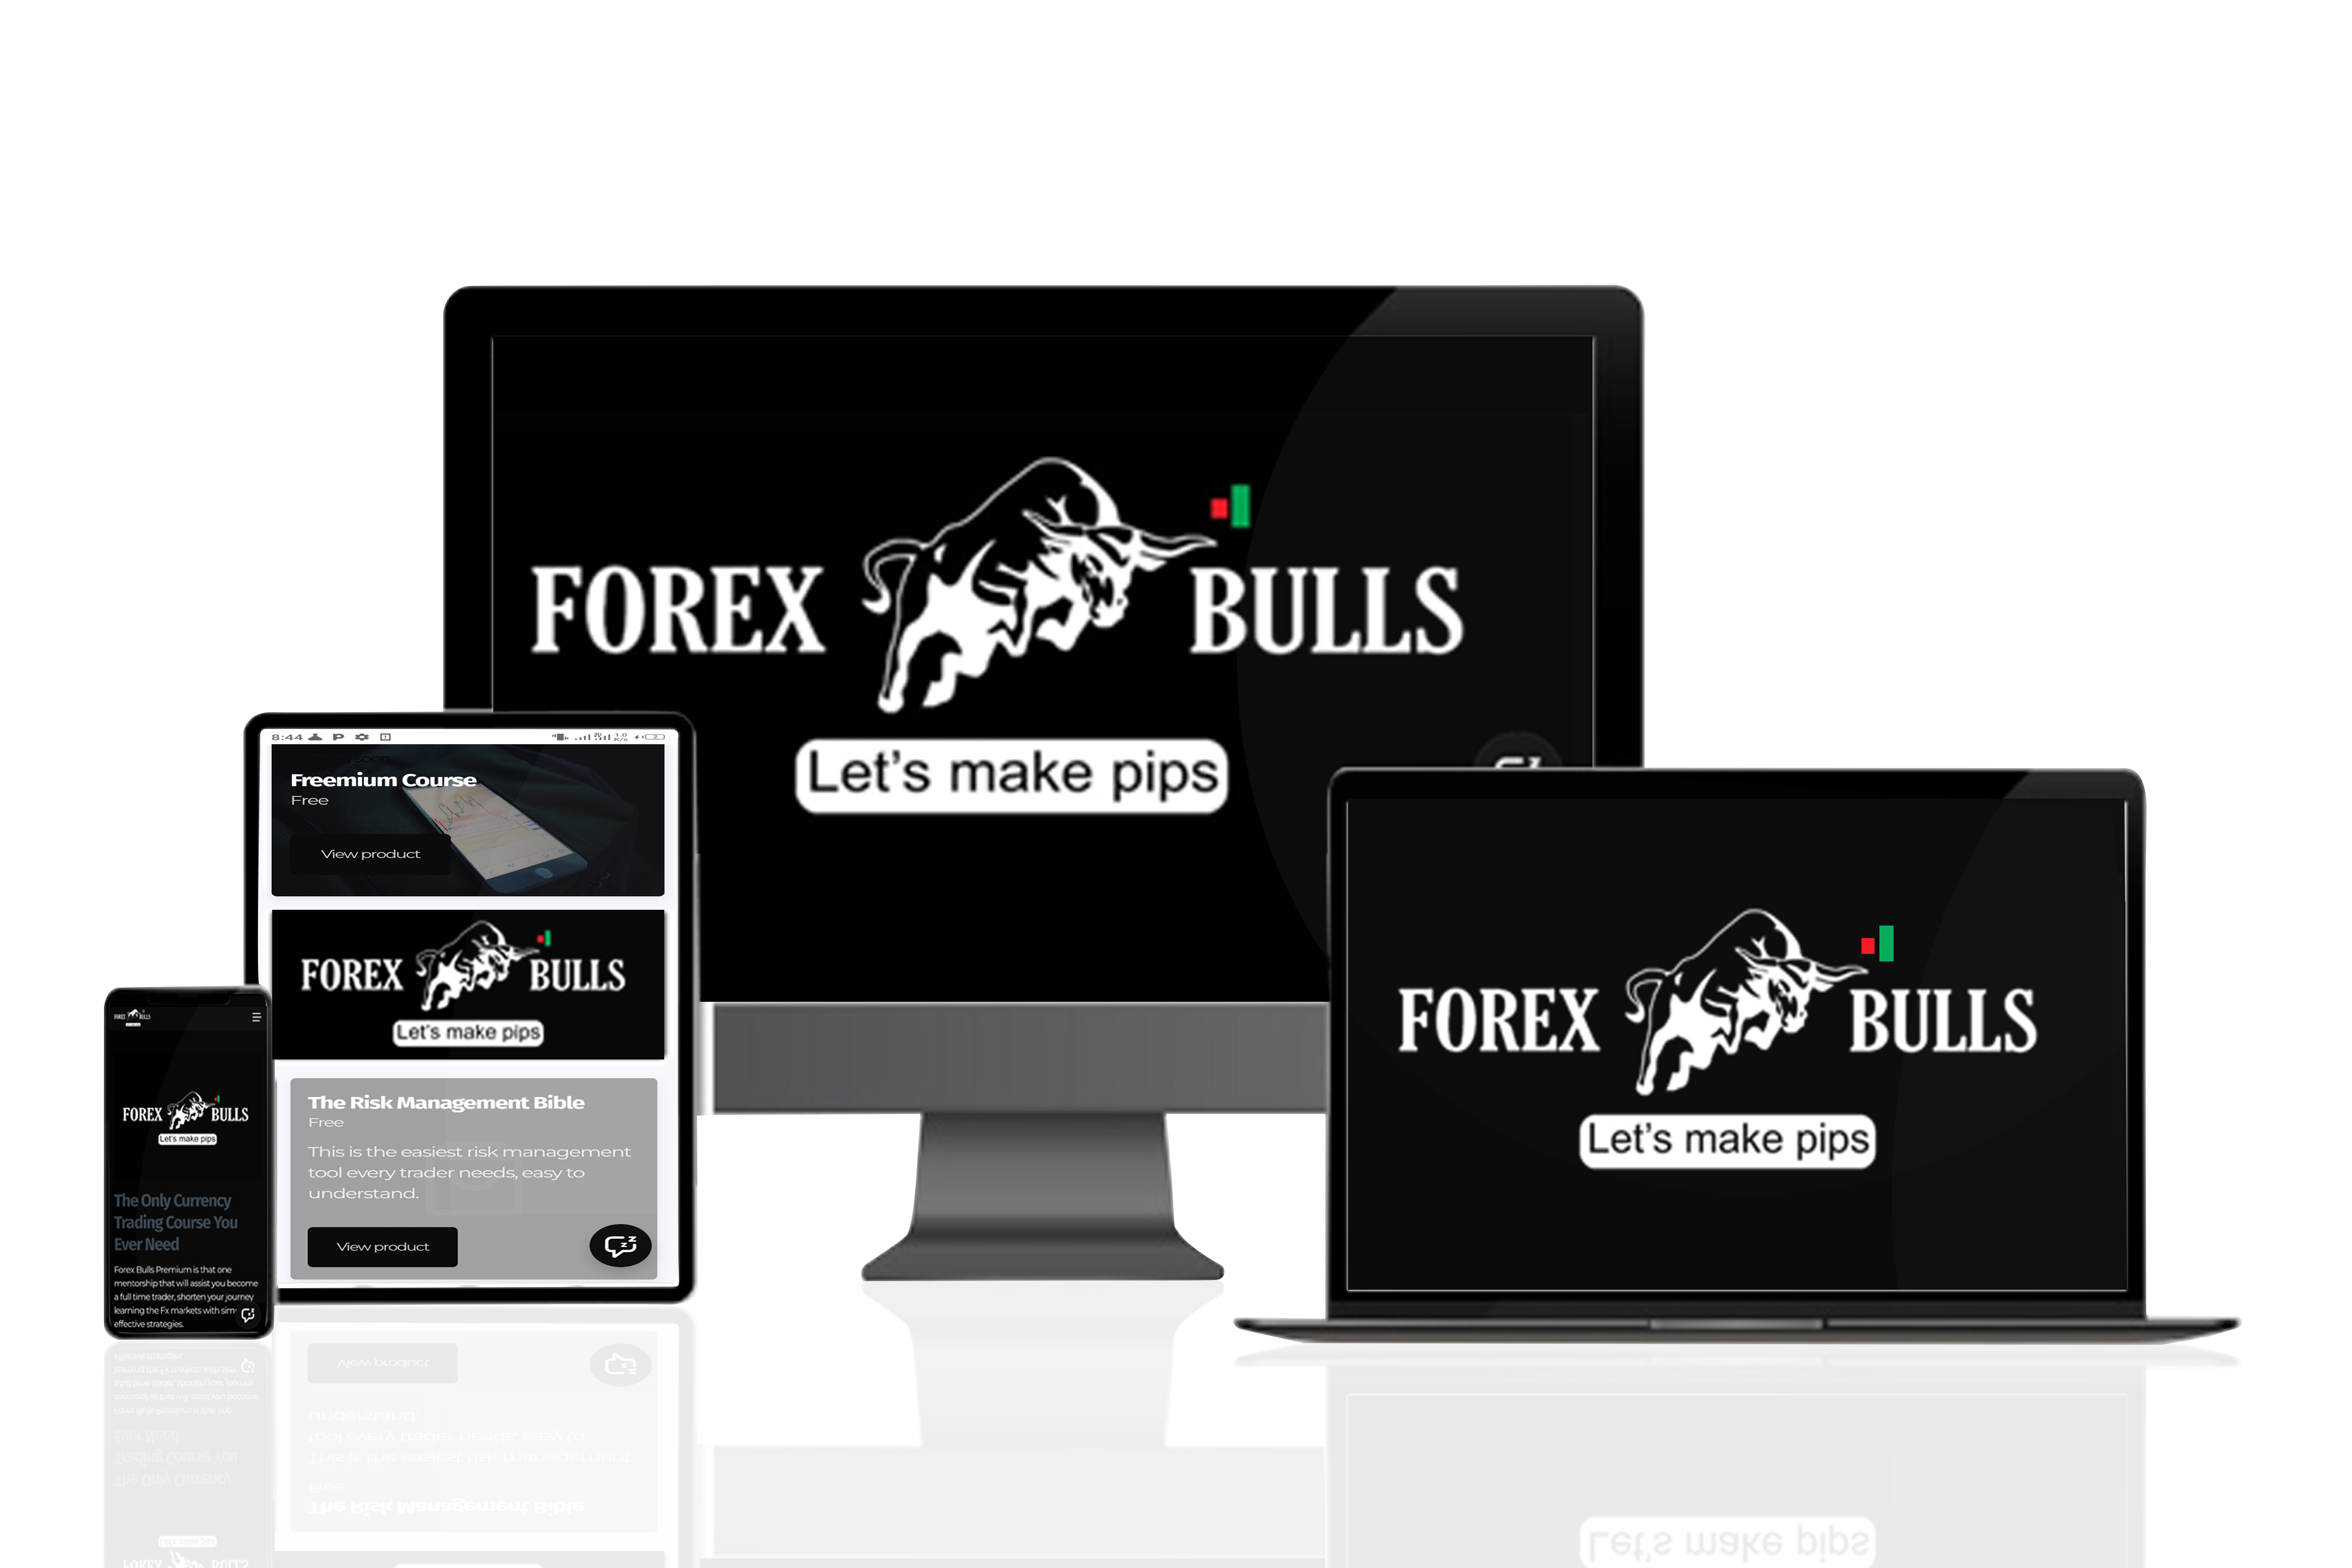 FOREX BULLS
Let's make pips
8:44
Freemium Course
Free
View product
FOREX BULLS
Let's make pips
The Risk Management Bible
Free
This is the easiest risk management
tool every trader needs, easy to
understand.
View product
FOREX BULLS
FOREX BULLS
Let's make pips
The Only Currency
Trading Course You
Ever Need
Forex Bulls Premium is that one
mentorship that will assist you become
a full time trader, shorten your journey
learning the Fx markets with
effective strategies.
FOREX BULLS
Let's make pips